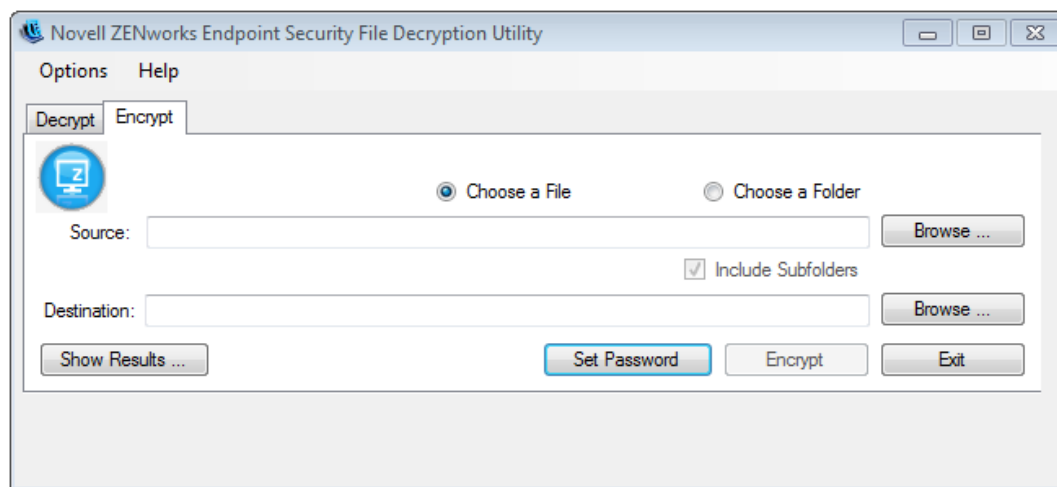 Novell ZENworks Endpoint Security File Decryption Utility
Options Help
Decrypt Encrypt
Z
Choose a File Choose a Folder
Source: Browse ...
Include Subfolders
Destination: Browse ...
Show Results ... Set Password Encrypt Exit